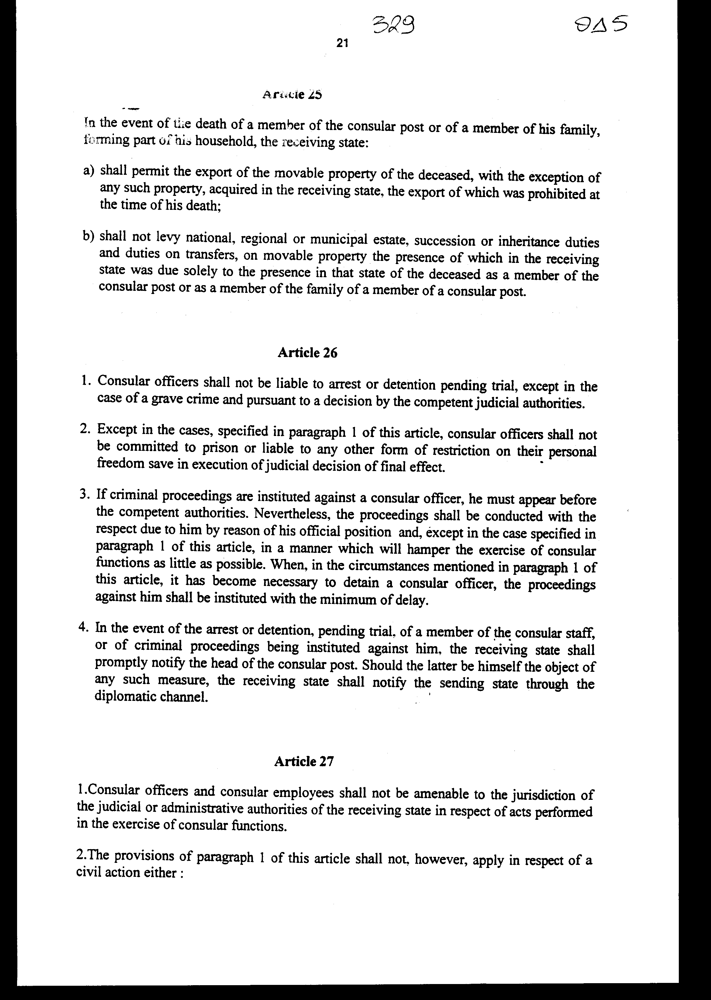 329
21
Article 25
In the event of the death of a member of the consular post or of a member of his family,
forming part of his household, the receiving state:
a) shall permit the export of the movable property of the deceased, with the exception of
any such property, acquired in the receiving state, the export of which was prohibited at
the time of his death;
b) shall not levy national, regional or municipal estate, succession or inheritance duties
and duties on transfers, on movable property the presence of which in the receiving
state was due solely to the presence in that state of the deceased as a member of the
consular post or as a member of the family of a member of a consular post.
Article 26
1. Consular officers shall not be liable to arrest or detention pending trial, except in the
case of a grave crime and pursuant to a decision by the competent judicial authorities.
2. Except in the cases, specified in paragraph 1 of this article, consular officers shall not
be committed to prison or liable to any other form of restriction on their personal
freedom save in execution of judicial decision of final effect.
3. If criminal proceedings are instituted against a consular officer, he must appear before
the competent authorities. Nevertheless, the proceedings shall be conducted with the
respect due to him by reason of his official position and, except in the case specified in
paragraph 1 of this article, in a manner which will hamper the exercise of consular
functions as little as possible. When, in the circumstances mentioned in paragraph 1 of
this article, it has become necessary to detain a consular officer, the proceedings
against him shall be instituted with the minimum of delay.
4. In the event of the arrest or detention, pending trial, of a member of the consular staff,
or of criminal proceedings being instituted against him, the receiving state shall
promptly notify the head of the consular post. Should the latter be himself the object of
any such measure, the receiving state shall notify the sending state through the
diplomatic channel.
Article 27
1.Consular officers and consular employees shall not be amenable to the jurisdiction of
the judicial or administrative authorities of the receiving state in respect of acts performed
in the exercise of consular functions.
2.The provisions of paragraph 1 of this article shall not, however, apply in respect of a
civil action either :